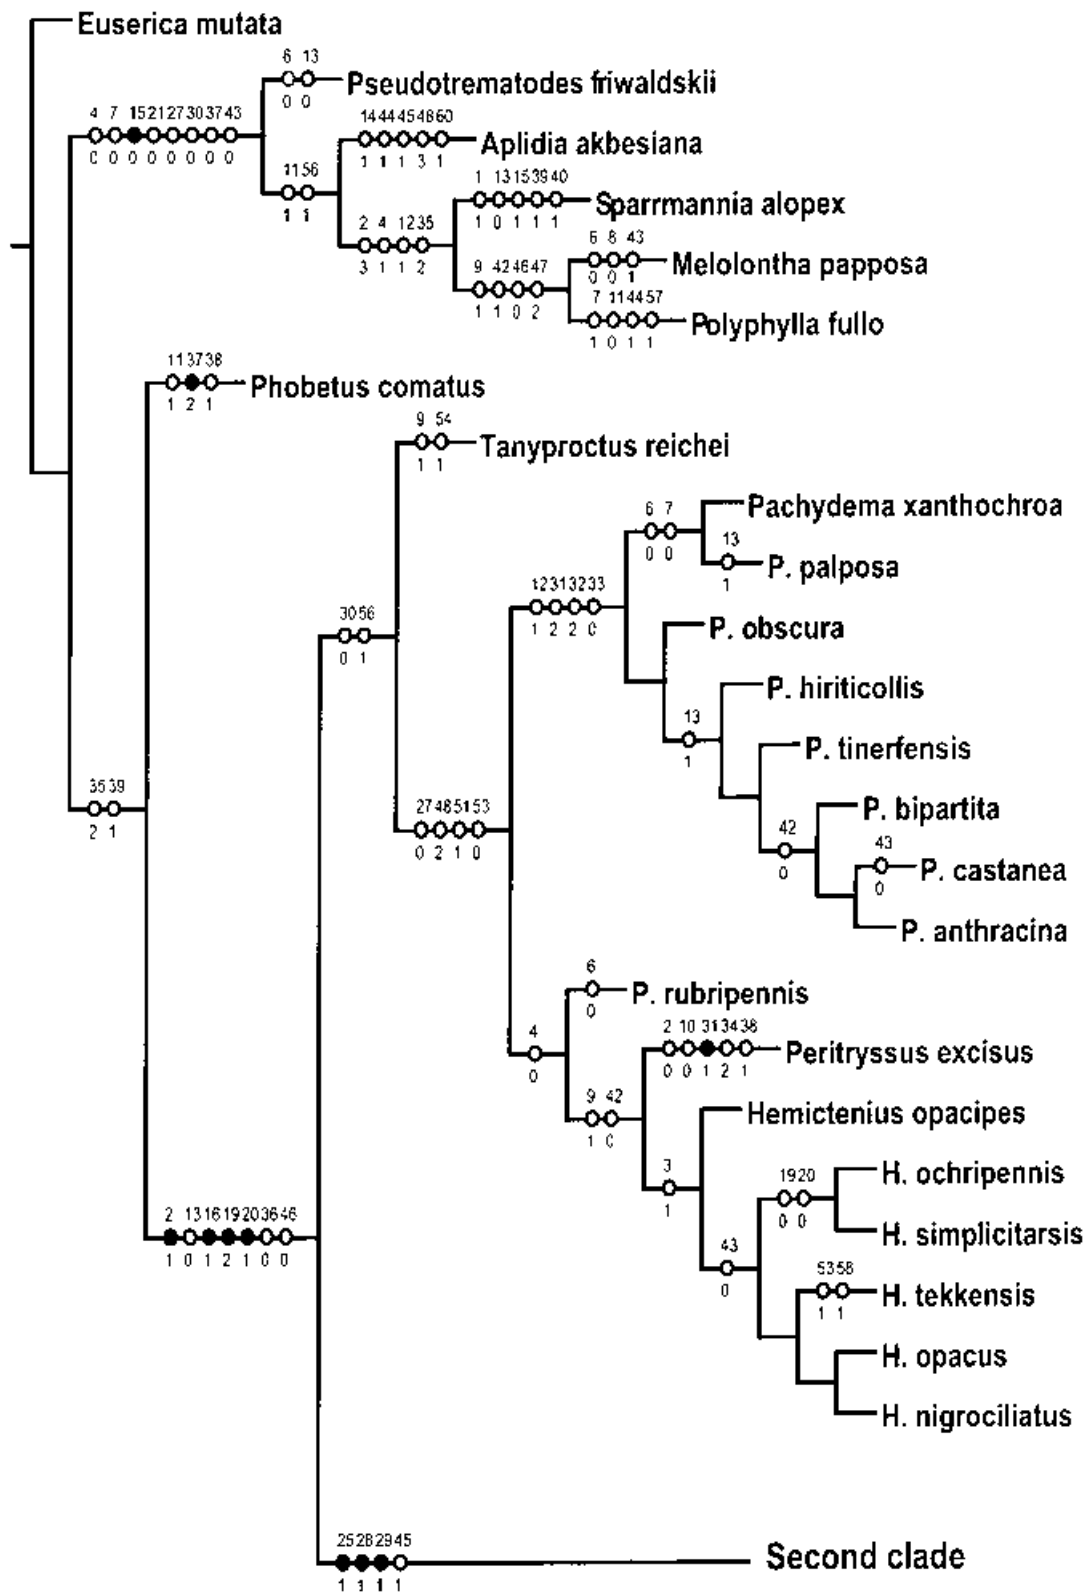 Euserica mutata
6 13
Pseudotrematodes friwaldskii
0 0
4 7 15 21 27 30 37 43
0 0 0 0 0 0 0 0
14 44 45 48 60
Aplidia akbesiana
1 1 1 3 1
11 56
1 1
1 13 15 39 40
Sparrmannia alopex
1 0 1 1 1
2 4 12 35
3 1 1 2
6 8 43
Melolontha papposa
0 0 1
9 42 46 47
1 1 0 2
7 11 44 57
Polyphylla fullo
1 0 1 1
11 37 38
Phobetus comatus
1 2 1
9 54
Tanyproctus reichei
1 1
6 7
Pachydema xanthochroa
0 0
13
P. palposa
1
12 31 32 33
1 2 2 0
30 56
0 1
P. obscura
P. hiriticollis
13
1
P. tinerfensis
35 39
2 1
27 48 51 53
0 2 1 0
P. bipartita
42
0
43
P. castanea
0
P. anthracina
6
P. rubripennis
0
4
0
2 10 31 34 38
Peritryssus excisus
0 0 1 2 1
9 42
1 0
Hemictenius opacipes
3
1
19 20
H. ochripennis
0 0
H. simplicitarsis
2 13 16 19 20 36 46
1 0 1 2 1 0 0
43
0
53 58
H. tekkensis
1 1
H. opacus
H. nigrociliatus
25 28 29 45
Second clade
1 1 1 1